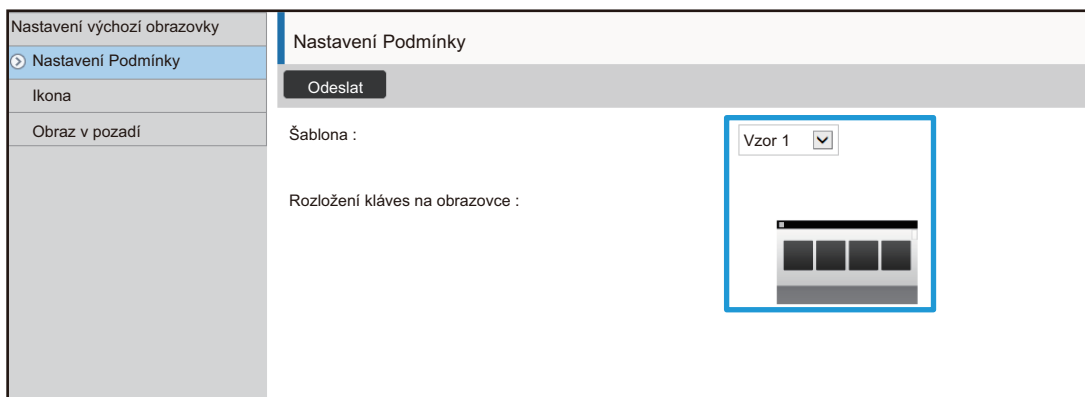 Nastavení výchozí obrazovky
Nastavení Podmínky
Ikona
Obraz v pozadí
Nastavení Podmínky
Odeslat
Šablona :
Vzor 1
Rozložení kláves na obrazovce :